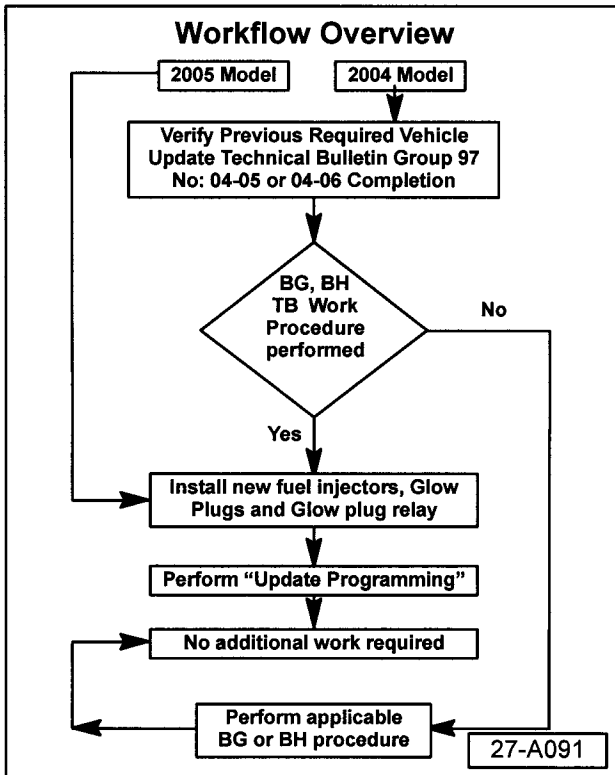 Workflow Overview
2005 Model
2004 Model
Verify Previous Required Vehicle
Update Technical Bulletin Group 97
No: 04-05 or 04-06 Completion
BG, BH
TB Work
Procedure
performed
No
Yes
Install new fuel injectors, Glow
Plugs and Glow plug relay
Perform “Update Programming”
No additional work required
Perform applicable
BG or BH procedure
27-A091